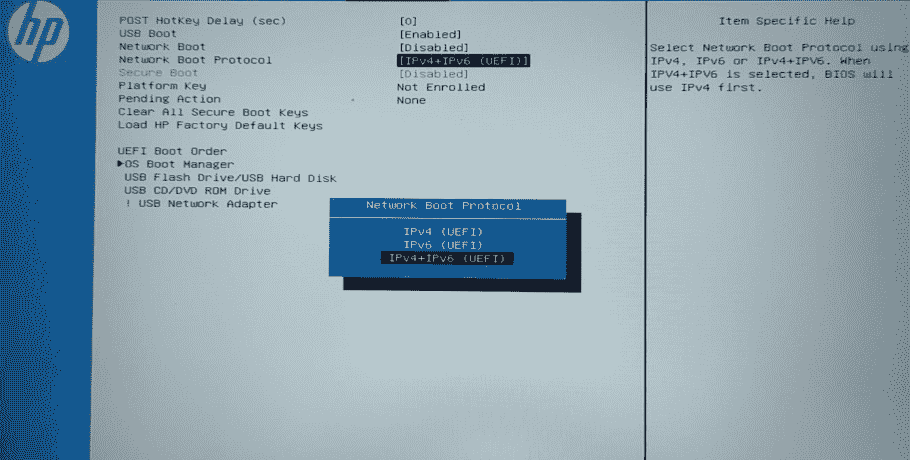 hp
POST HotKey Delay (sec) [0]
USB Boot [Enabled]
Network Boot [Disabled]
Network Boot Protocol [IPv4+IPv6 (UEFI)]
Secure Boot [Disabled]
Platform Key Not Enrolled
Pending Action None
Clear All Secure Boot Keys
Load HP Factory Default Keys
UEFI Boot Order
▶OS Boot Manager
USB Flash Drive/USB Hard Disk
USB CD/DVD ROM Drive
! USB Network Adapter
Network Boot Protocol
IPv4 (UEFI)
IPv6 (UEFI)
IPv4+IPv6 (UEFI)
Item Specific Help
Select Network Boot Protocol using
IPv4, IPv6 or IPv4+IPV6. When
IPV4+IPV6 is selected, BIOS will
use IPv4 first.